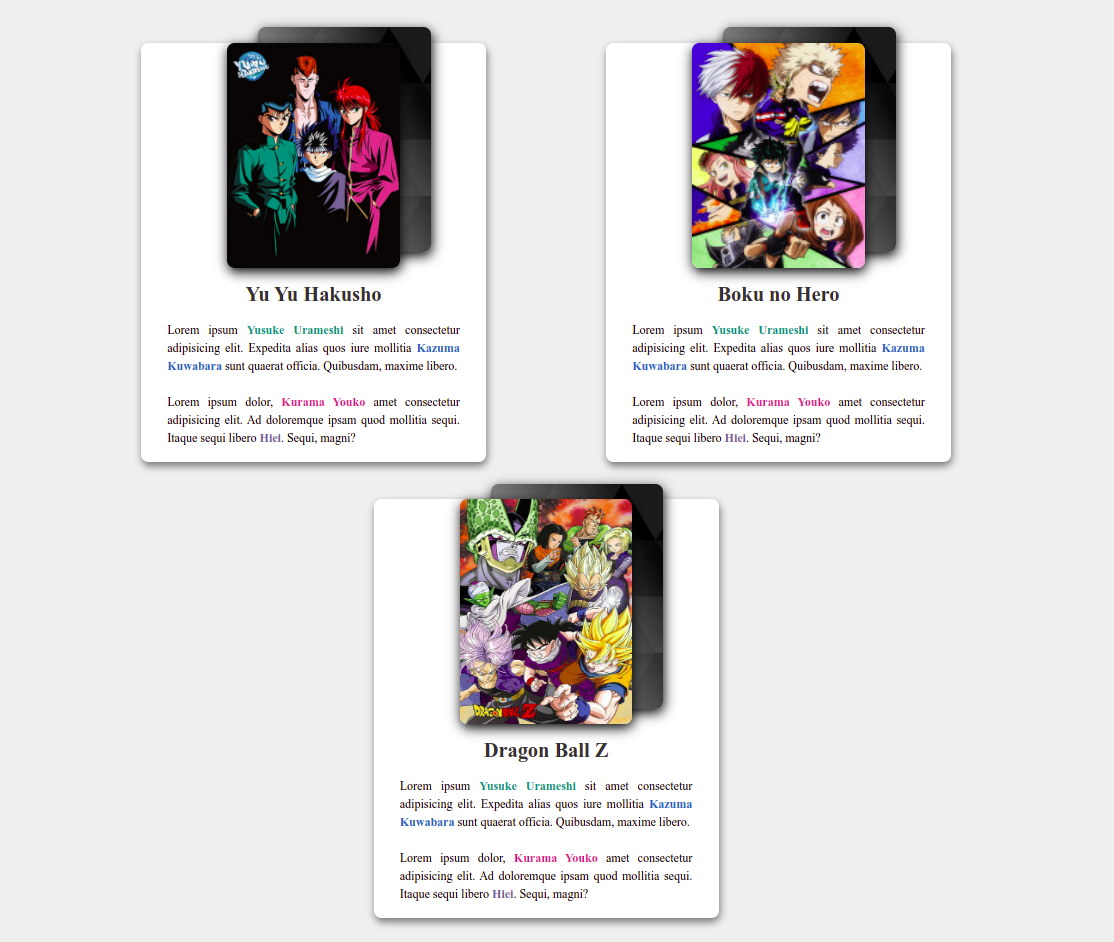 YU YU
HAKUSHO
Yu Yu Hakusho
Lorem ipsum Yusuke Urameshi sit amet consectetur
adipisicing elit. Expedita alias quos iure mollitia Kazuma
Kuwabara sunt quaerat officia. Quibusdam, maxime libero.
Lorem ipsum dolor, Kurama Youko amet consectetur
adipisicing elit. Ad doloremque ipsam quod mollitia sequi.
Itaque sequi libero Hiei. Sequi, magni?
Boku no Hero
Lorem ipsum Yusuke Urameshi sit amet consectetur
adipisicing elit. Expedita alias quos iure mollitia Kazuma
Kuwabara sunt quaerat officia. Quibusdam, maxime libero.
Lorem ipsum dolor, Kurama Youko amet consectetur
adipisicing elit. Ad doloremque ipsam quod mollitia sequi.
Itaque sequi libero Hiei. Sequi, magni?
DRAGON BALL Z
Dragon Ball Z
Lorem ipsum Yusuke Urameshi sit amet consectetur
adipisicing elit. Expedita alias quos iure mollitia Kazuma
Kuwabara sunt quaerat officia. Quibusdam, maxime libero.
Lorem ipsum dolor, Kurama Youko amet consectetur
adipisicing elit. Ad doloremque ipsam quod mollitia sequi.
Itaque sequi libero Hiei. Sequi, magni?